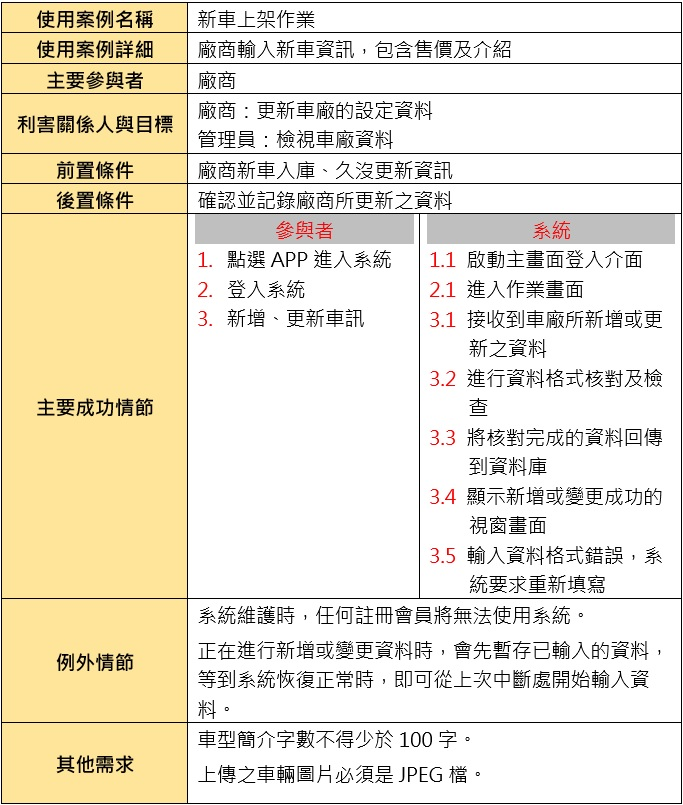 使用案例名稱
新車上架作業
使用案例詳細
廠商輸入新車資訊，包含售價及介紹
主要參與者
廠商
利害關係人與目標
廠商：更新車廠的設定資料
管理員：檢視車廠資料
前置條件
廠商新車入庫、久沒更新資訊
後置條件
確認並記錄廠商所更新之資料
主要成功情節
參與者
1. 點選 APP 進入系統
2. 登入系統
3. 新增、更新車訊
系統
1.1 啟動主畫面登入介面
2.1 進入作業畫面
3.1 接收到車廠所新增或更
新之資料
3.2 進行資料格式核對及檢
查
3.3 將核對完成的資料回傳
到資料庫
3.4 顯示新增或變更成功的
視窗畫面
3.5 輸入資料格式錯誤，系
統要求重新填寫
例外情節
系統維護時，任何註冊會員將無法使用系統。
正在進行新增或變更資料時，會先暫存已輸入的資料，
等到系統恢復正常時，即可從上次中斷處開始輸入資
料。
其他需求
車型簡介字數不得少於 100 字。
上傳之車輛圖片必須是 JPEG 檔。